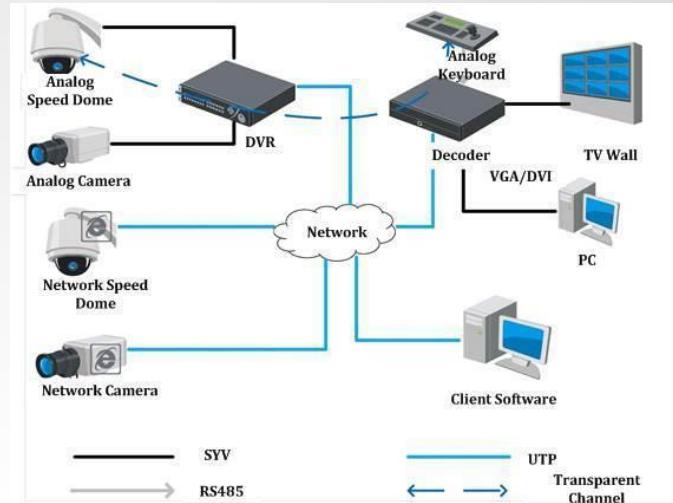 Analog
Speed Dome
DVR
Analog
Keyboard
Decoder
TV Wall
VGA/DVI
Analog Camera
PC
Network
Network Speed
Dome
Network Camera
Client Software
SYV
UTP
RS485
Transparent
Channel